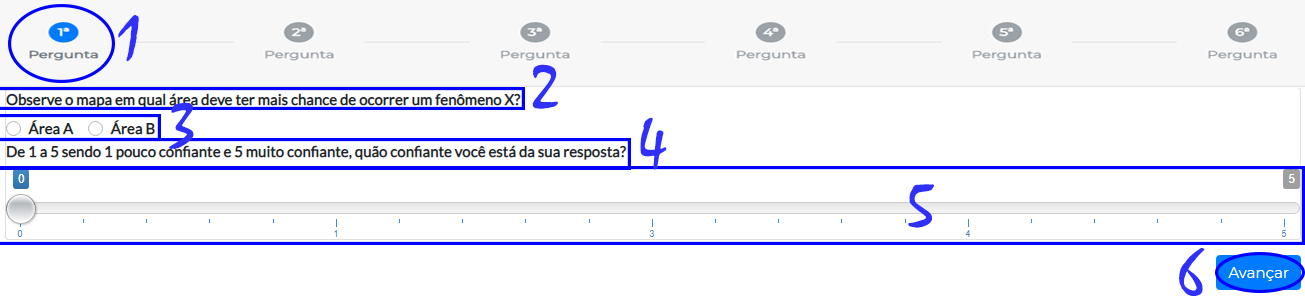 1ª 2ª 3ª 4ª 5ª 6ª
Pergunta 1 Pergunta Pergunta Pergunta Pergunta Pergunta
Observe o mapa em qual área deve ter mais chance de ocorrer um fenômeno X? 2
Área A Área B 3
De 1 a 5 sendo 1 pouco confiante e 5 muito confiante, quão confiante você está da sua resposta? 4
0 5
5
0 1 3 4 5
6 Avançar